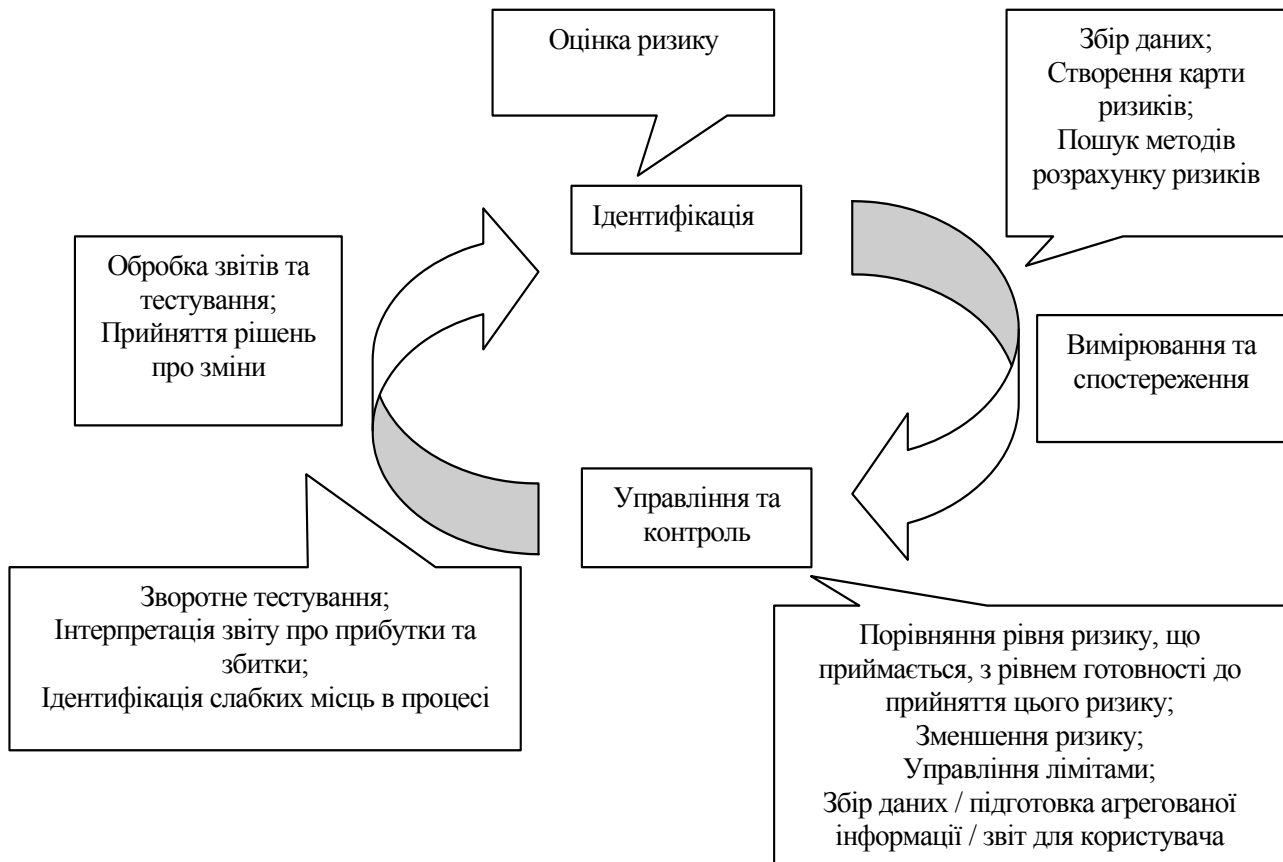 Оцінка ризику
Збір даних;
Створення карти
ризиків;
Пошук методів
розрахунку ризиків
Ідентифікація
Обробка звітів та
тестування;
Прийняття рішень
про зміни
Вимірювання та
спостереження
Управління та
контроль
Зворотне тестування;
Інтерпретація звіту про прибутки та
збитки;
Ідентифікація слабких місць в процесі
Порівняння рівня ризику, що
приймається, з рівнем готовності до
прийняття цього ризику;
Зменшення ризику;
Управління лімітами;
Збір даних / підготовка агрегованої
інформації / звіт для користувача